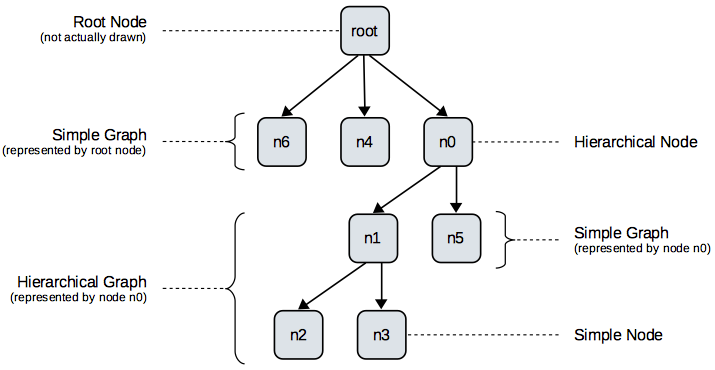 Root Node
(not actually drawn)
root
Simple Graph
(represented by root node)
n6
n4
n0
Hierarchical Node
n1
n5
Simple Graph
(represented by node n0)
Hierarchical Graph
(represented by node n0)
n2
n3
Simple Node